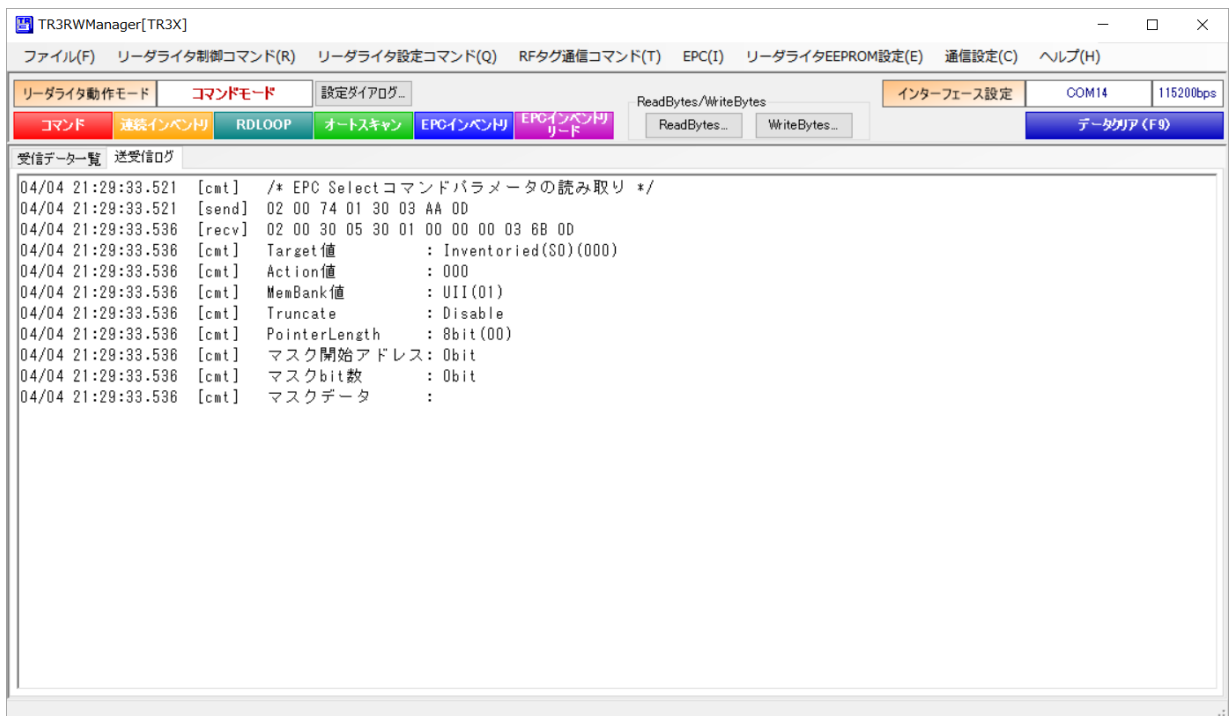 TR3RWManager[TR3X]
ファイル(F) リーダライタ制御コマンド(R) リーダライタ設定コマンド(Q) RFタグ通信コマンド(T) EPC(I) リーダライタEEPROM設定(E) 通信設定(C) ヘルプ(H)
リーダライタ動作モード コマンドモード 設定ダイアログ... ReadBytes/WriteBytes インターフェース設定 COM14 115200bps
コマンド 連続インベントリ RDLOOP オートスキャン EPCインベントリ EPCインベントリリード ReadBytes... WriteBytes... データクリア(F9)
受信データ一覧 送受信ログ
04/04 21:29:33.521 [cmt] /* EPC Selectコマンドパラメータの読み取り */
04/04 21:29:33.521 [send] 02 00 74 01 30 03 AA 0D
04/04 21:29:33.536 [recv] 02 00 30 05 30 01 00 00 00 03 6B 0D
04/04 21:29:33.536 [cmt] Target値 : Inventoried(S0)(000)
04/04 21:29:33.536 [cmt] Action値 : 000
04/04 21:29:33.536 [cmt] MemBank値 : UII(01)
04/04 21:29:33.536 [cmt] Truncate : Disable
04/04 21:29:33.536 [cmt] PointerLength : 8bit(00)
04/04 21:29:33.536 [cmt] マスク開始アドレス: 0bit
04/04 21:29:33.536 [cmt] マスクbit数 : 0bit
04/04 21:29:33.536 [cmt] マスクデータ :